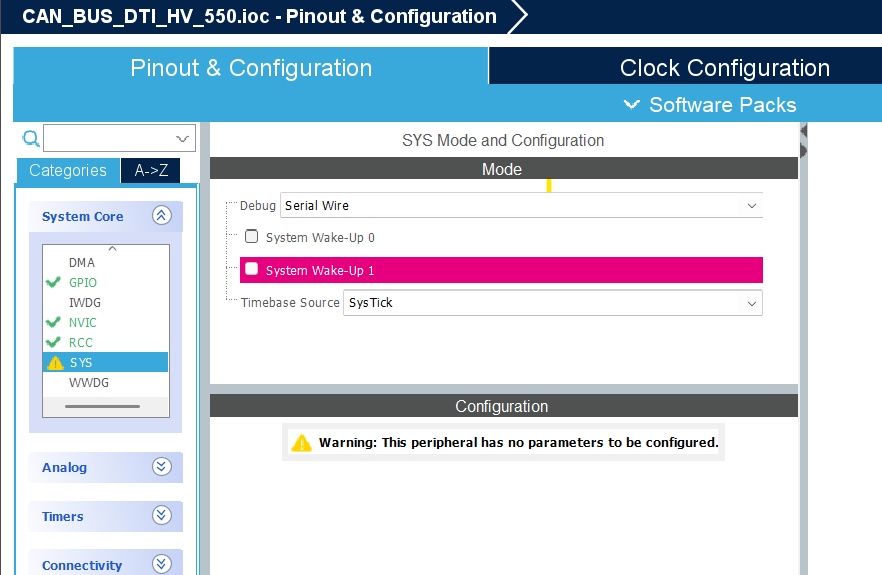 CAN_BUS_DTI_HV_550.ioc - Pinout & Configuration
Pinout & Configuration
Clock Configuration
Software Packs
Categories
A->Z
System Core
DMA
GPIO
IWDG
NVIC
RCC
SYS
WWDG
Analog
Timers
Connectivity
SYS Mode and Configuration
Mode
Debug Serial Wire
System Wake-Up 0
System Wake-Up 1
Timebase Source SysTick
Configuration
Warning: This peripheral has no parameters to be configured.